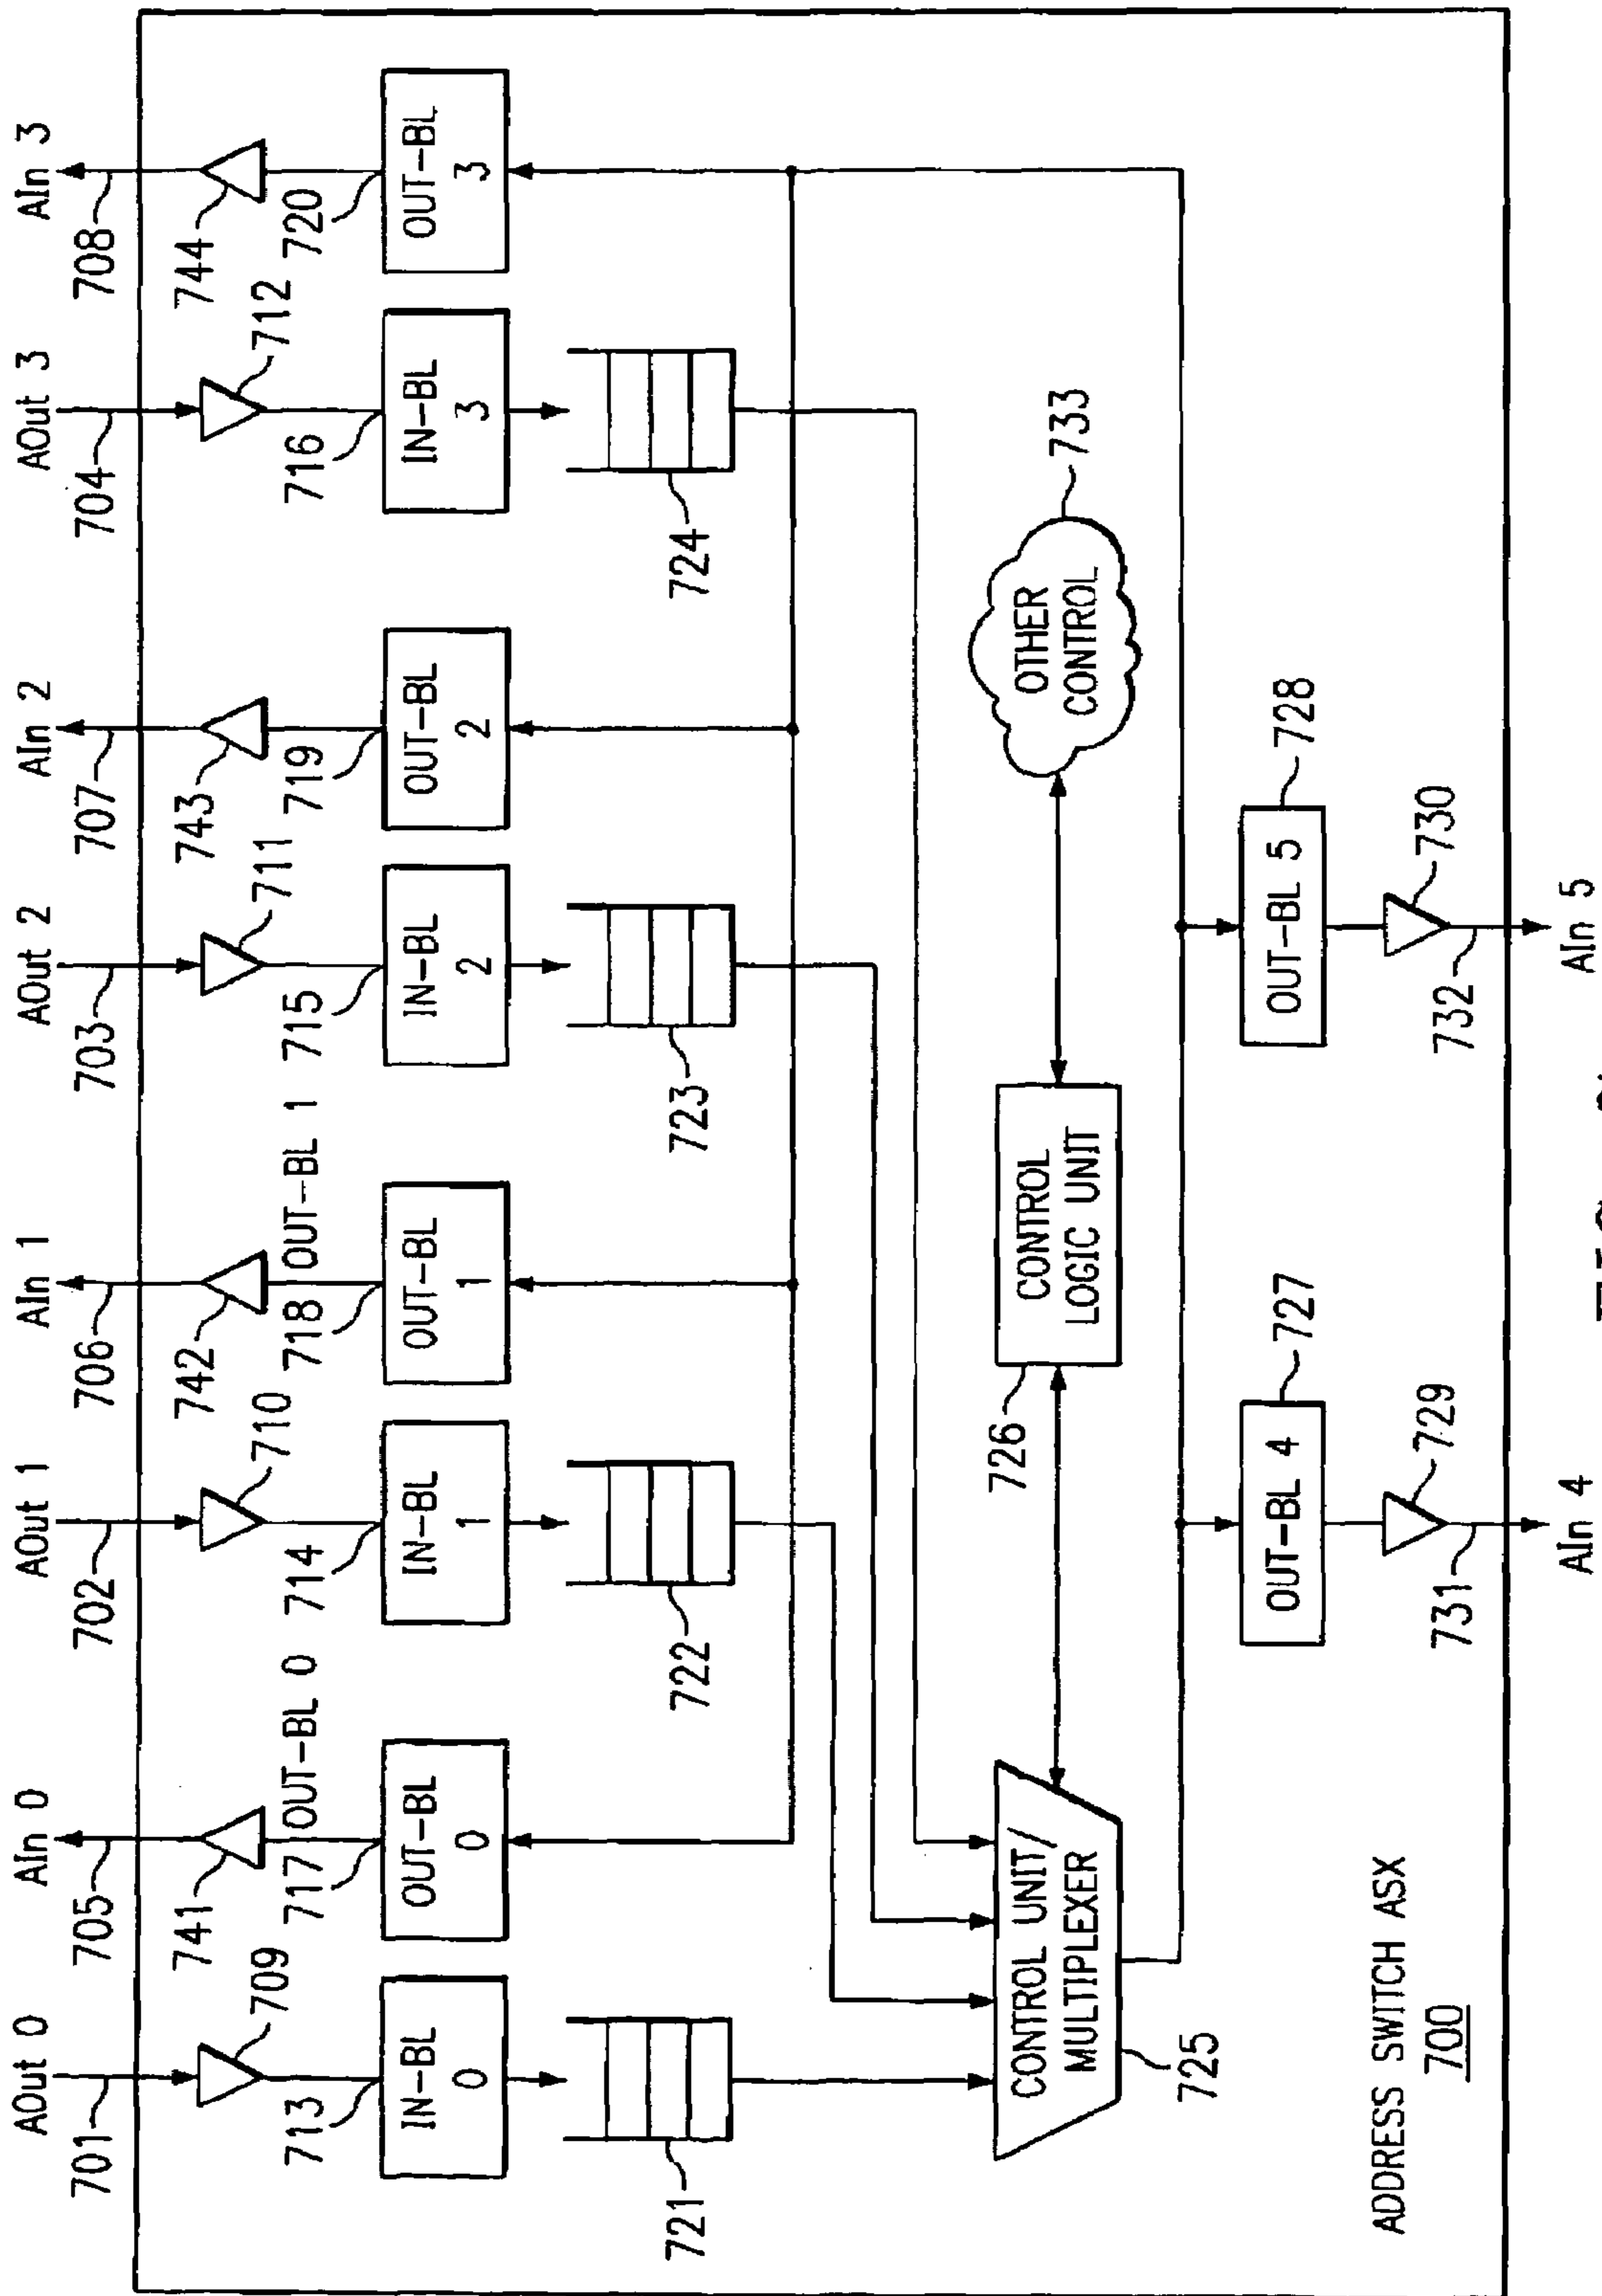 AOut 0
AIn 0
AOut 1
AIn 1
AOut 2
AIn 2
AOut 3
AIn 3
701
705
702
706
703
707
704
708
709
741
710
742
711
743
712
744
713
717
OUT-BL 0
714
718
OUT-BL 1
715
719
716
720
IN-BL
0
OUT-BL
0
IN-BL
1
OUT-BL
1
IN-BL
2
OUT-BL
2
IN-BL
3
OUT-BL
3
721
722
723
724
CONTROL UNIT/
MULTIPLEXER
725
726
CONTROL
LOGIC UNIT
OTHER
CONTROL
733
OUT-BL 4
727
OUT-BL 5
728
729
730
731
732
ADDRESS SWITCH ASX
700
AIn 4
AIn 5